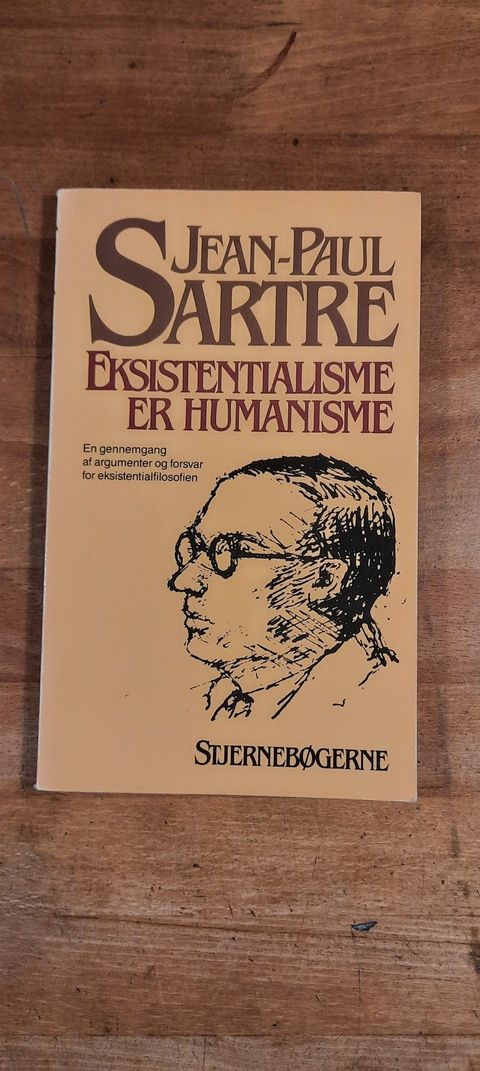 JEAN-PAUL
SARTRE
EKSISTENTIALISME
ER HUMANISME
En gennemgang
af argumenter og forsvar
for eksistentialfilosofien
STJERNEBØGERNE